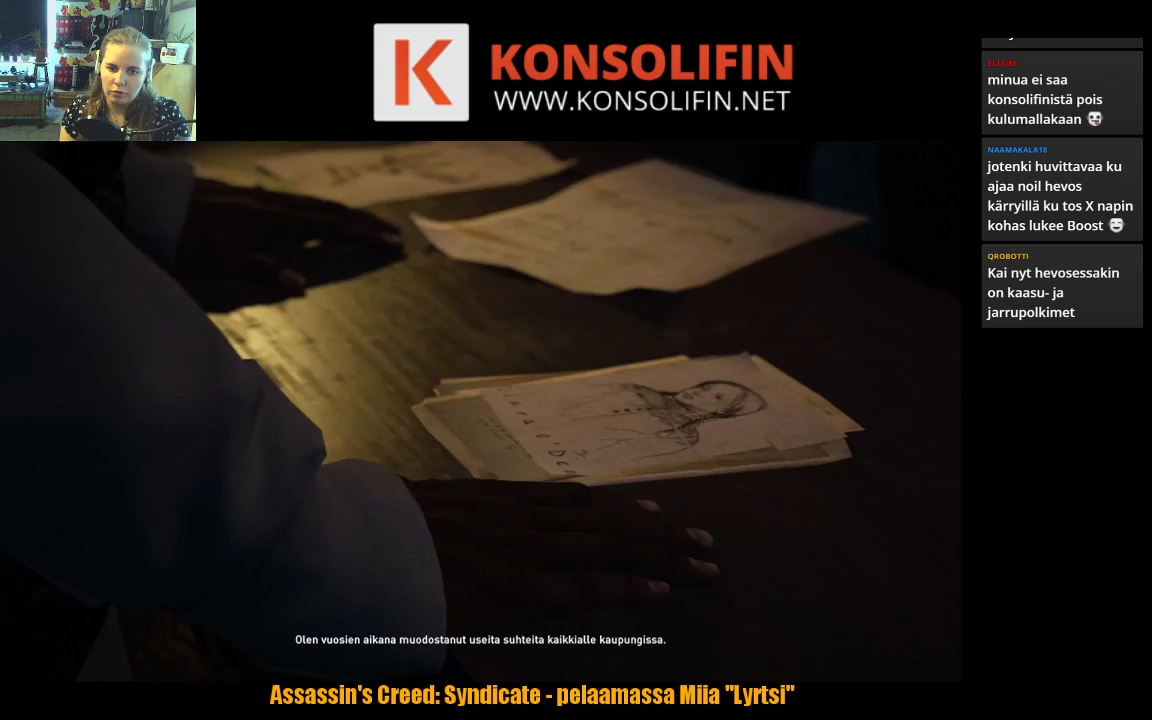 K KONSOLIFIN
WWW.KONSOLIFIN.NET
minua ei saa
konsolifinistä pois
kulumallakaan
NAAMAKALA18
jotenki huvittavaa ku
ajaa noil hevos
kärryillä ku tos X napin
kohas lukee Boost
QROBOTTI
Kai nyt hevosessakin
on kaasu- ja
jarrupolkimet
Olen vuosien aikana muodostanut useita suhteita kaikkialle kaupungissa.
Assassin's Creed: Syndicate - pelaamassa Miia "Lyrtsi"